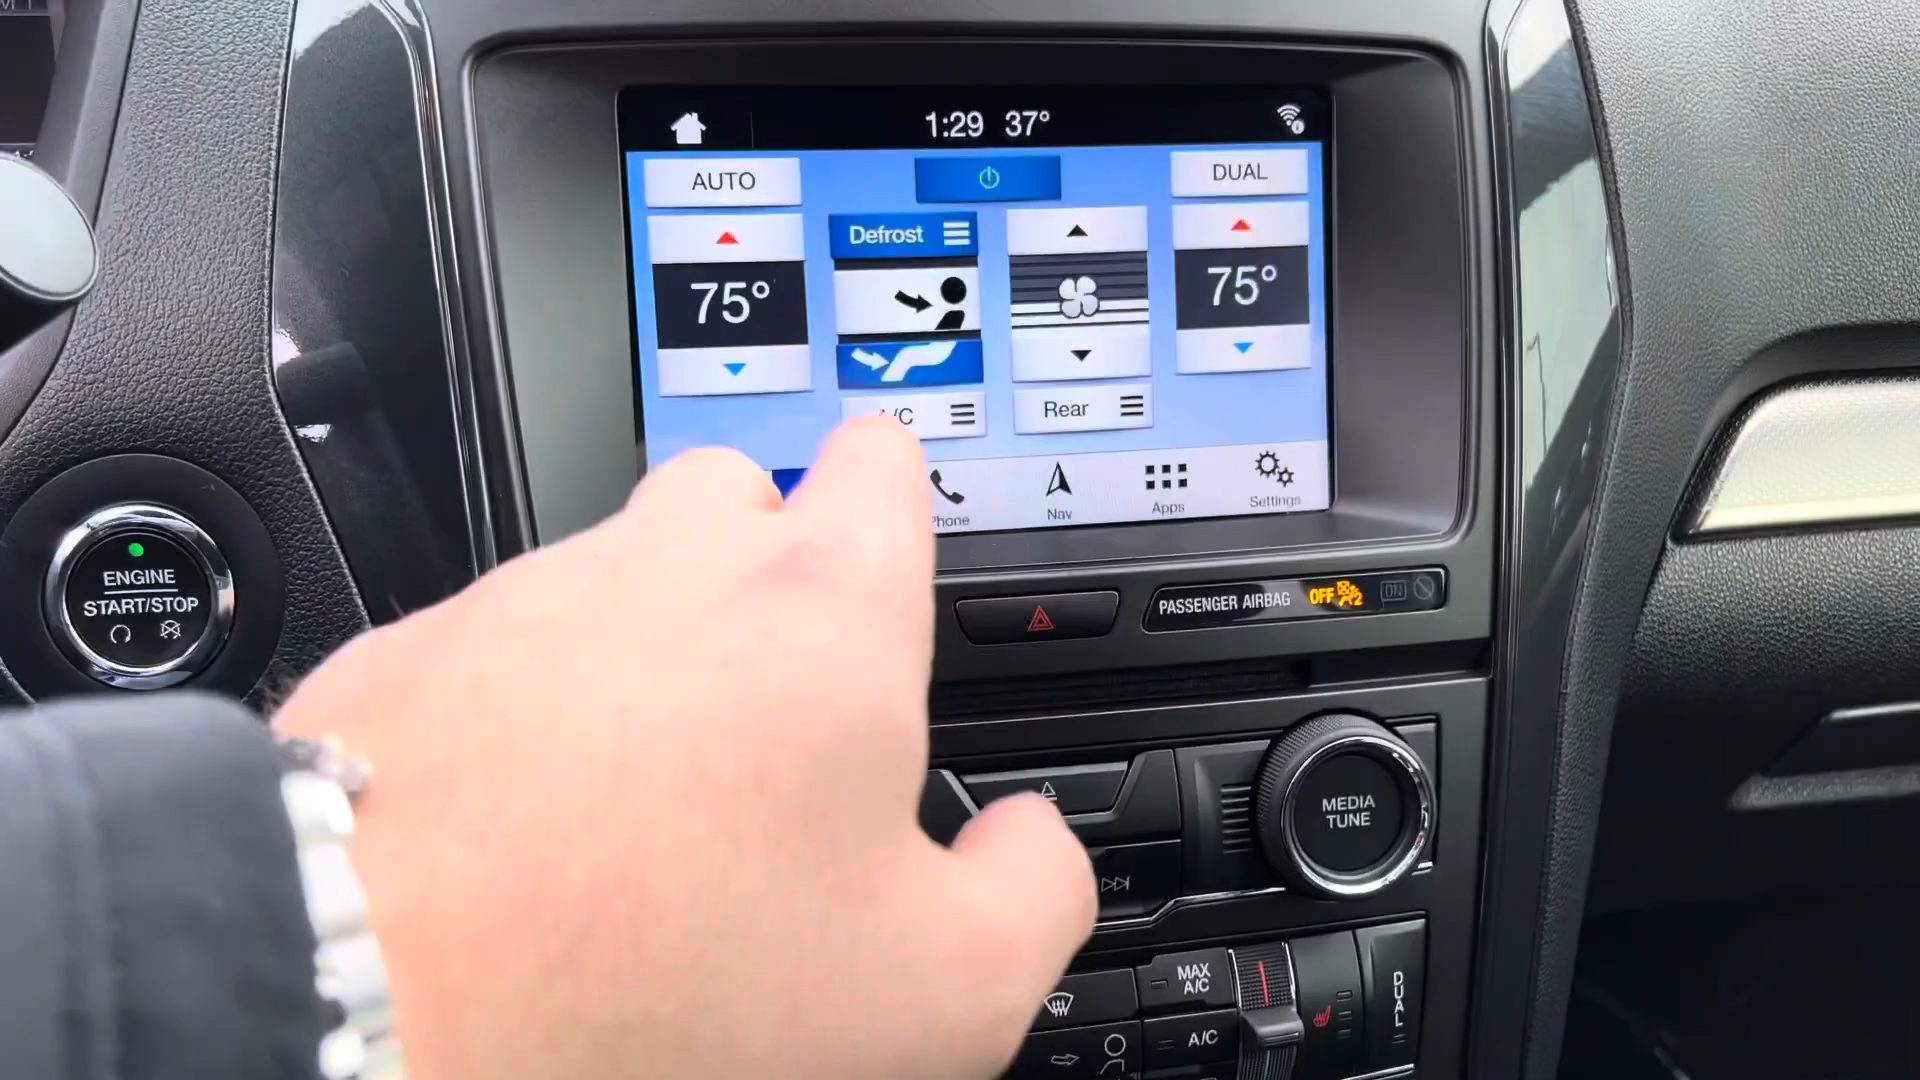 1:29 37°
AUTO
DUAL
Defrost
75°
75°
A/C
Rear
Phone
Nav
Apps
Settings
ENGINE
START/STOP
PASSENGER AIRBAG OFF 2 ON
MEDIA
TUNE
MAX
A/C
DUAL
A/C